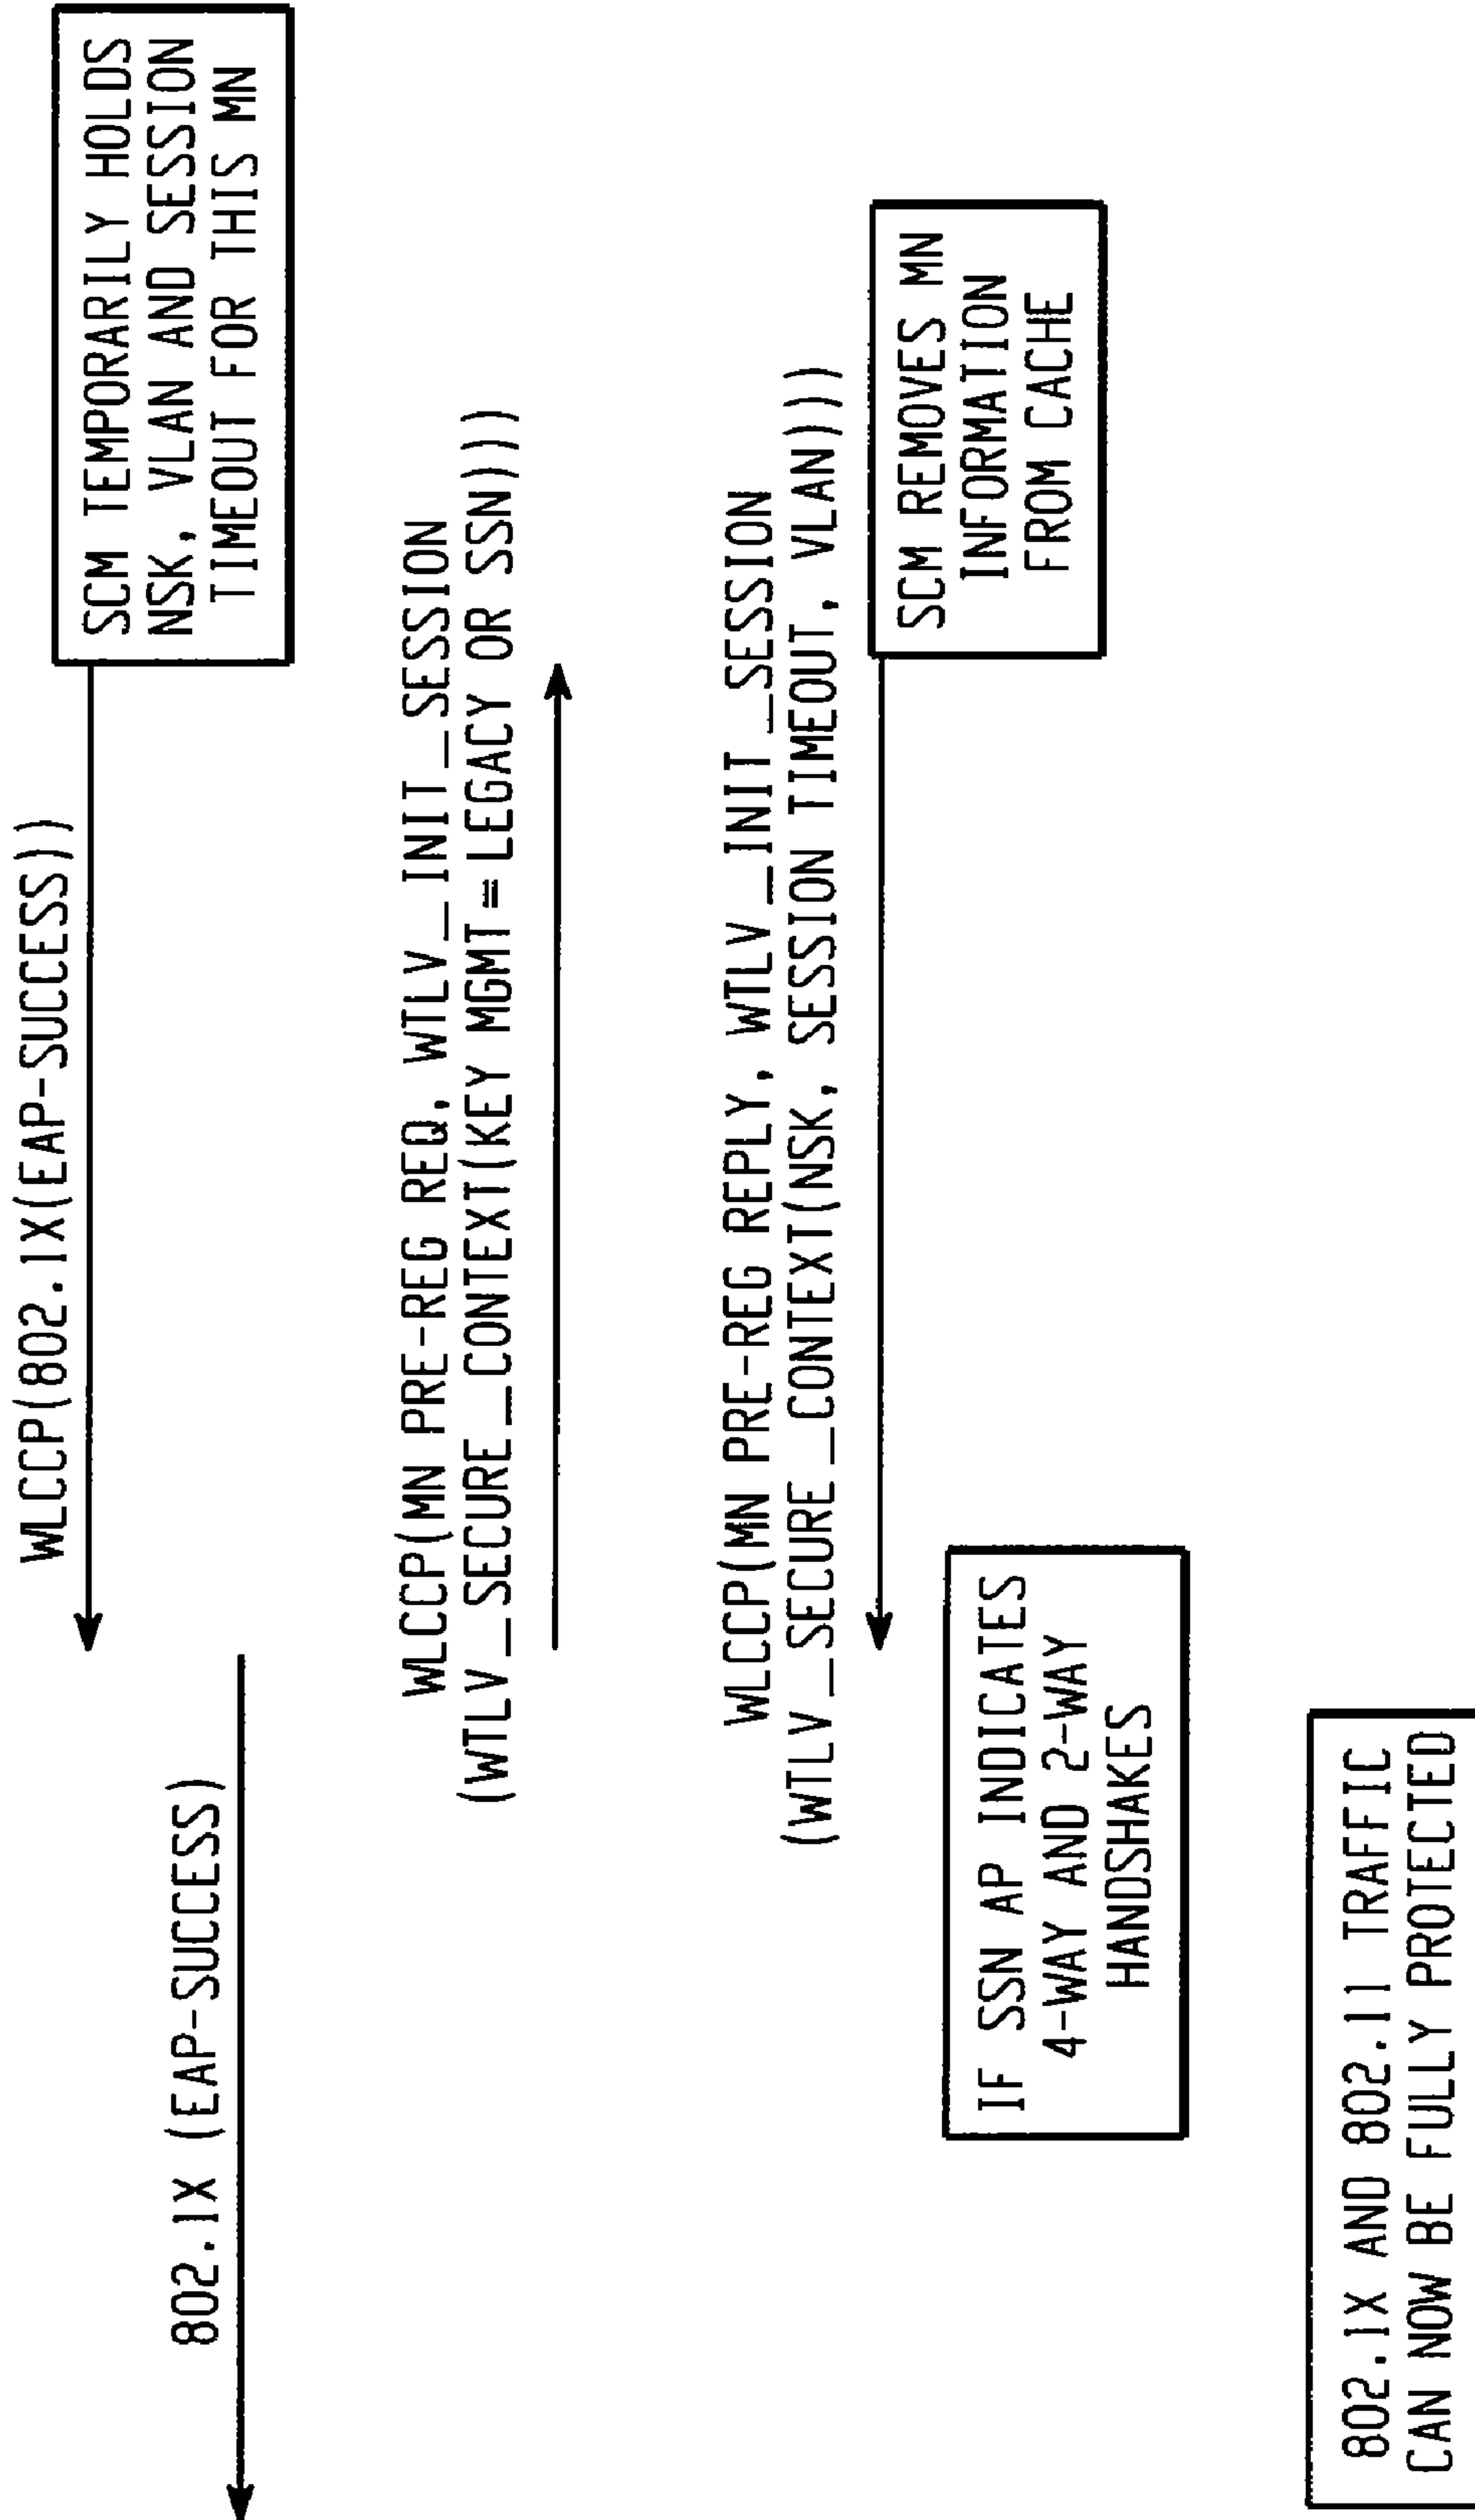 WLCCP(802.1X(EAP-SUCCESS))
SCM TEMPORARILY HOLDS
NSK, VLAN AND SESSION
TIMEOUT FOR THIS MN
802.1X (EAP-SUCCESS)
WLCCP(MN PRE-REG REQ, WTLV_INIT_SESSION
(WTLV_SECURE_CONTEXT(KEY MGMT=LEGACY OR SSN)))
WLCCP(MN PRE-REG REPLY, WTLV_INIT_SESSION
(WTLV_SECURE_CONTEXT(NSK, SESSION TIMEOUT, VLAN)))
SCM REMOVES MN
INFORMATION
FROM CACHE
IF SSN AP INDICATES
4-WAY AND 2-WAY
HANDSHAKES
802.1X AND 802.11 TRAFFIC
CAN NOW BE FULLY PROTECTED